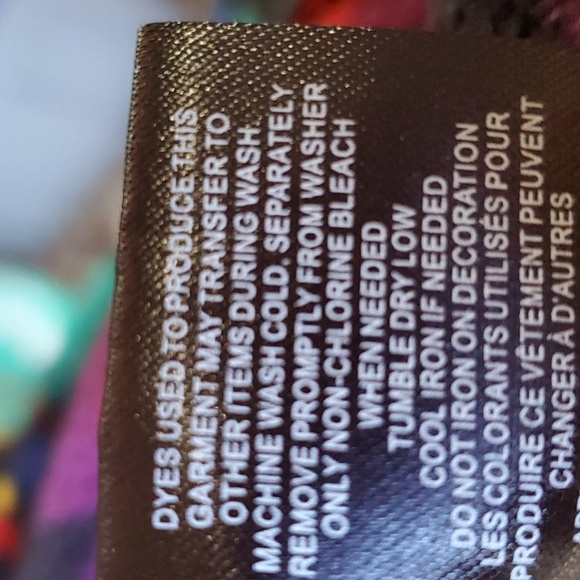 DYES USED TO PRODUCE THIS
GARMENT MAY TRANSFER TO
OTHER ITEMS DURING WASH.
MACHINE WASH COLD. SEPARATELY
REMOVE PROMPTLY FROM WASHER
ONLY NON-CHLORINE BLEACH
WHEN NEEDED
TUMBLE DRY LOW
COOL IRON IF NEEDED
DO NOT IRON ON DECORATION
LES COLORANTS UTILISÉS POUR
PRODUIRE CE VÊTEMENT PEUVENT
CHANGER À D'AUTRES